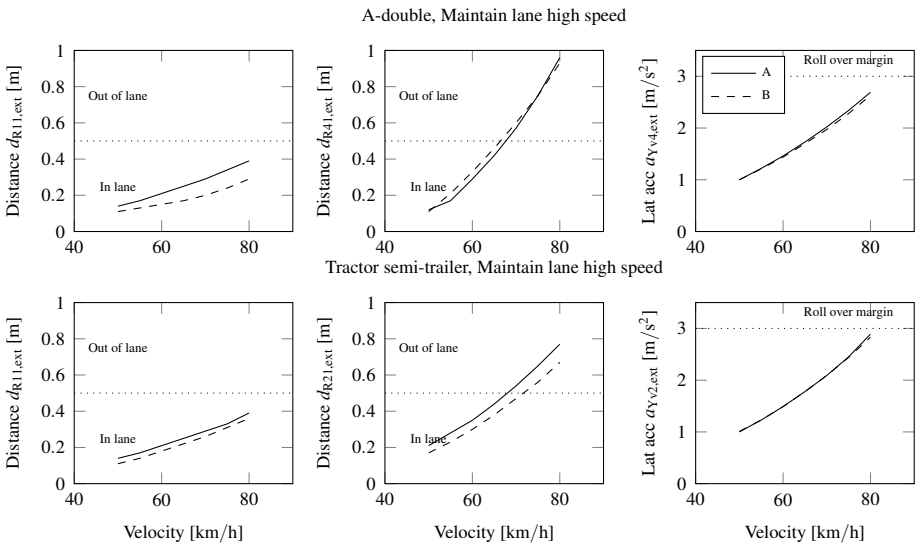 A-double, Maintain lane high speed
Distance d_R11,ext [m]
1
0.8
0.6
0.4
0.2
0
Out of lane
In lane
40 60 80
Distance d_R41,ext [m]
1
0.8
0.6
0.4
0.2
0
Out of lane
In lane
40 60 80
Lat acc a_Yv4,ext [m/s²]
3
2
1
0
Roll over margin
A
B
40 60 80
Tractor semi-trailer, Maintain lane high speed
Distance d_R11,ext [m]
1
0.8
0.6
0.4
0.2
0
Out of lane
In lane
40 60 80
Velocity [km/h]
Distance d_R21,ext [m]
1
0.8
0.6
0.4
0.2
0
Out of lane
In lane
40 60 80
Velocity [km/h]
Lat acc a_Yv2,ext [m/s²]
3
2
1
0
Roll over margin
40 60 80
Velocity [km/h]